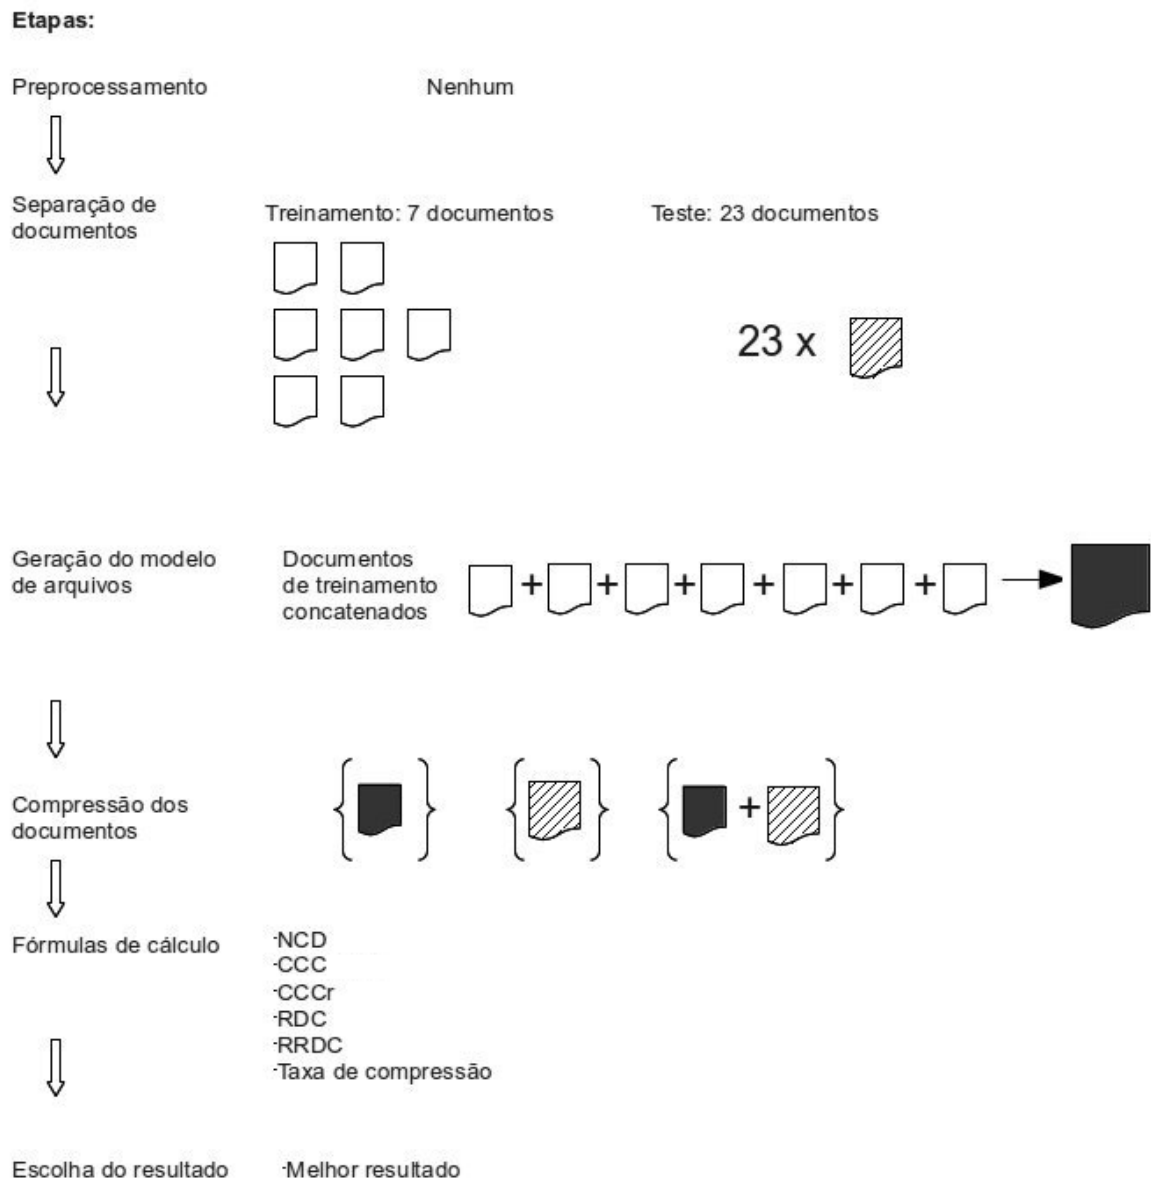 Etapas:
Preprocessamento
Nenhum
Separação de
documentos
Treinamento: 7 documentos
Teste: 23 documentos
23 x
Geração do modelo
de arquivos
Documentos
de treinamento
concatenados
+ + + + + +
Compressão dos
documentos
{ } { } { + }
Fórmulas de cálculo
-NCD
-CCC
-CCCr
-RDC
-RRDC
-Taxa de compressão
Escolha do resultado
-Melhor resultado